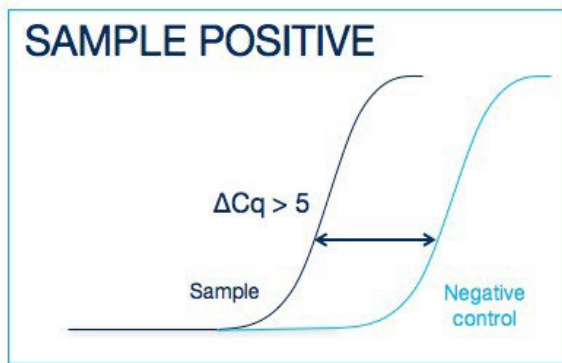 SAMPLE POSITIVE
ΔCq > 5
Sample
Negative
control